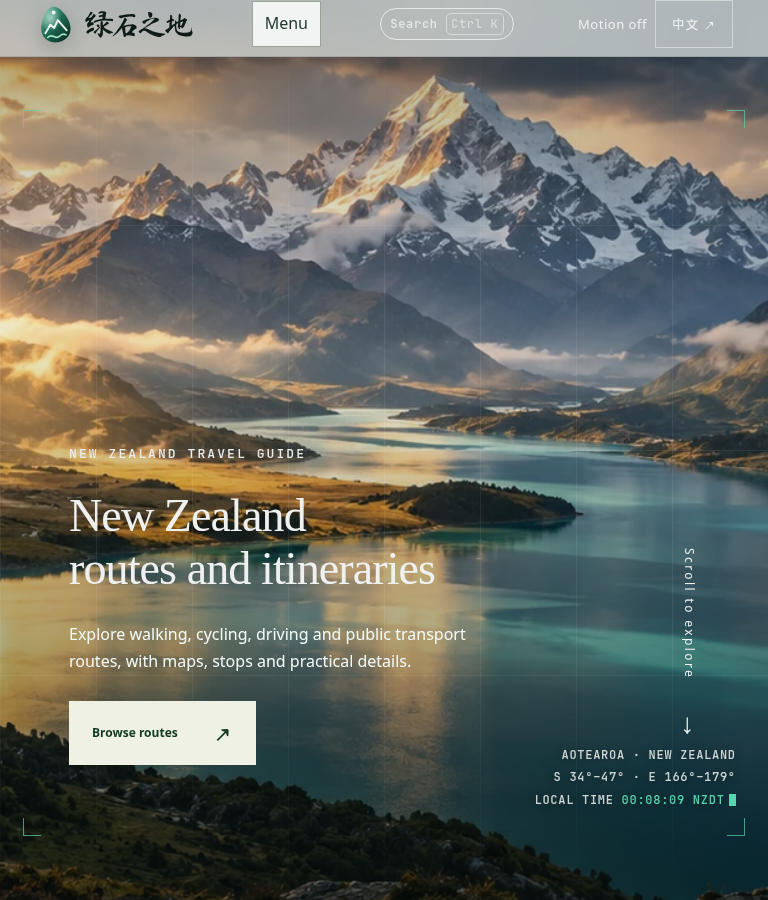 绿石之地
Menu
Search Ctrl K
Motion off
中文 ↗
NEW ZEALAND TRAVEL GUIDE
New Zealand
routes and itineraries
Explore walking, cycling, driving and public transport
routes, with maps, stops and practical details.
Browse routes ↗
Scroll to explore
↓
AOTEAROA · NEW ZEALAND
S 34°–47° · E 166°–179°
LOCAL TIME 00:08:09 NZDT